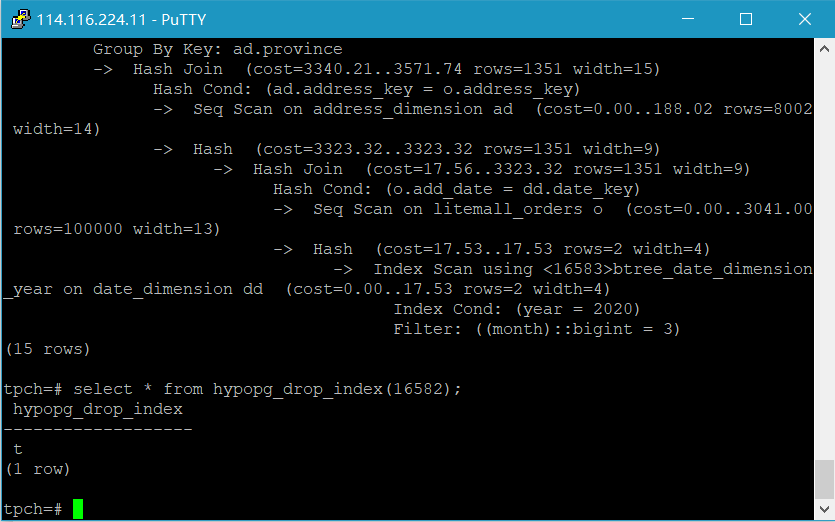 114.116.224.11 - PuTTY
Group By Key: ad.province
->  Hash Join  (cost=3340.21..3571.74 rows=1351 width=15)
Hash Cond: (ad.address_key = o.address_key)
->  Seq Scan on address_dimension ad  (cost=0.00..188.02 rows=8002
width=14)
->  Hash  (cost=3323.32..3323.32 rows=1351 width=9)
->  Hash Join  (cost=17.56..3323.32 rows=1351 width=9)
Hash Cond: (o.add_date = dd.date_key)
->  Seq Scan on litemall_orders o  (cost=0.00..3041.00
rows=100000 width=13)
->  Hash  (cost=17.53..17.53 rows=2 width=4)
->  Index Scan using <16583>btree_date_dimension
_year on date_dimension dd  (cost=0.00..17.53 rows=2 width=4)
Index Cond: (year = 2020)
Filter: ((month)::bigint = 3)
(15 rows)
tpch=# select * from hypopg_drop_index(16582);
hypopg_drop_index
-------------------
t
(1 row)
tpch=#